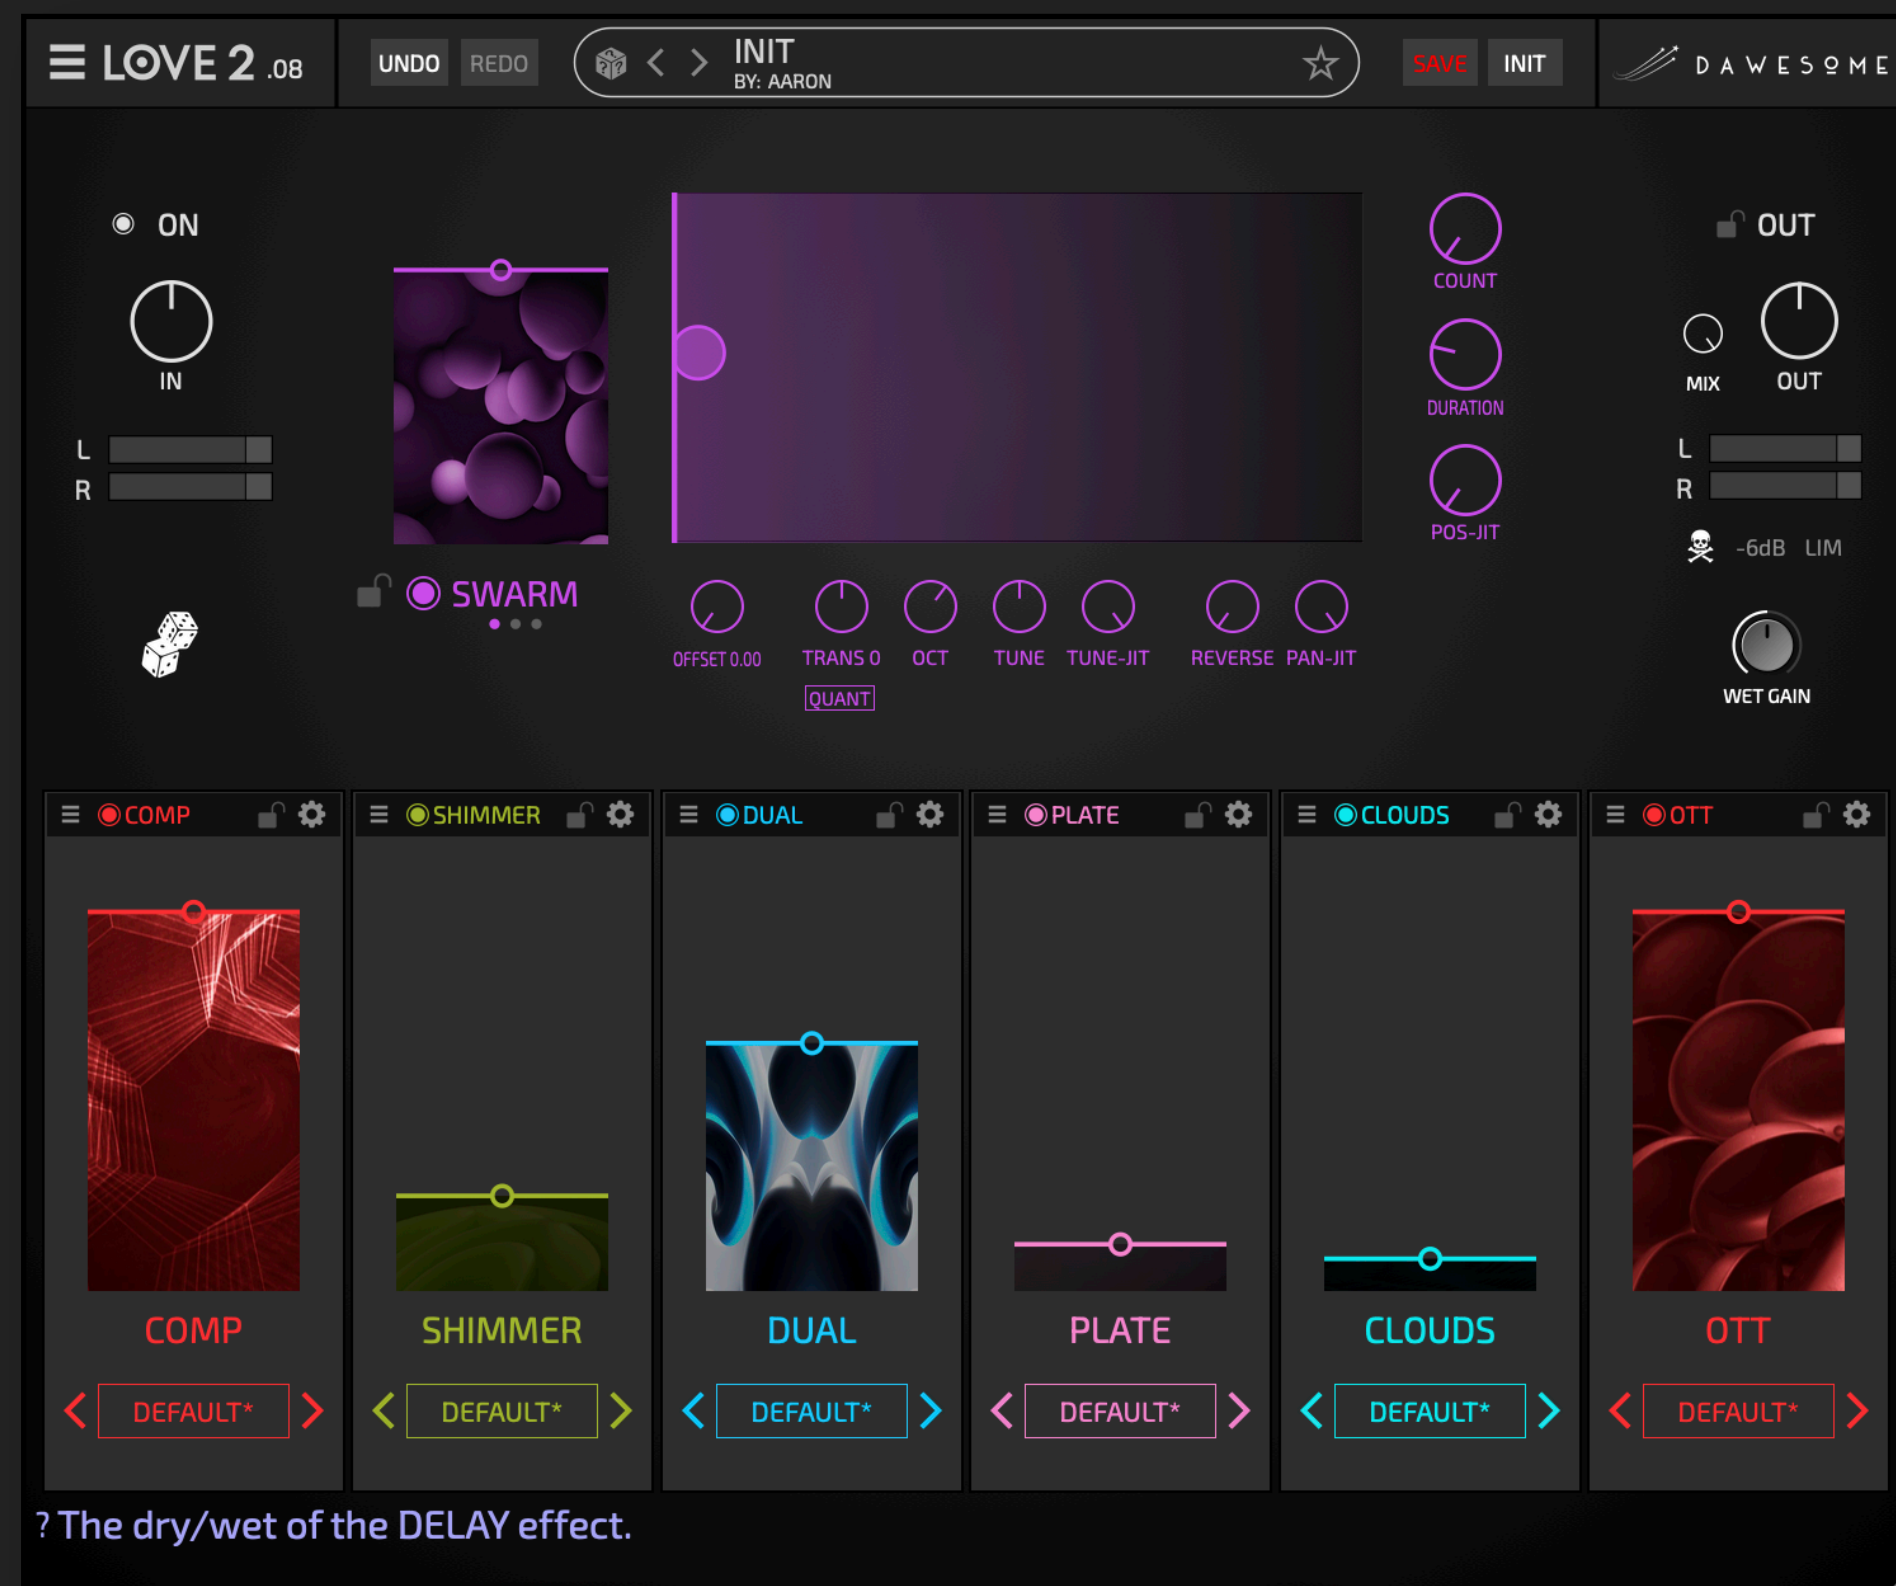 LOVE 2 .08
UNDO REDO
INIT
BY: AARON
SAVE INIT
DAWESOME
ON
IN
L
R
SWARM
COUNT
DURATION
POS-JIT
OFFSET 0.00 TRANS 0 OCT TUNE TUNE-JIT REVERSE PAN-JIT
QUANT
OUT
MIX OUT
L
R
-6dB LIM
WET GAIN
COMP SHIMMER DUAL PLATE CLOUDS OTT
COMP SHIMMER DUAL PLATE CLOUDS OTT
DEFAULT* DEFAULT* DEFAULT* DEFAULT* DEFAULT* DEFAULT*
? The dry/wet of the DELAY effect.